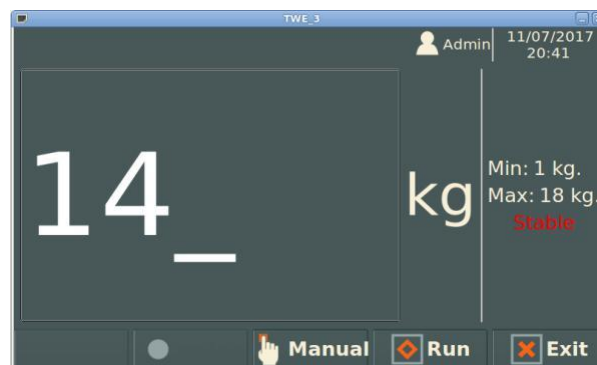 TWE_3
Admin
11/07/2017
20:41
14_
kg
Min: 1 kg.
Max: 18 kg.
Stable
Manual
Run
Exit